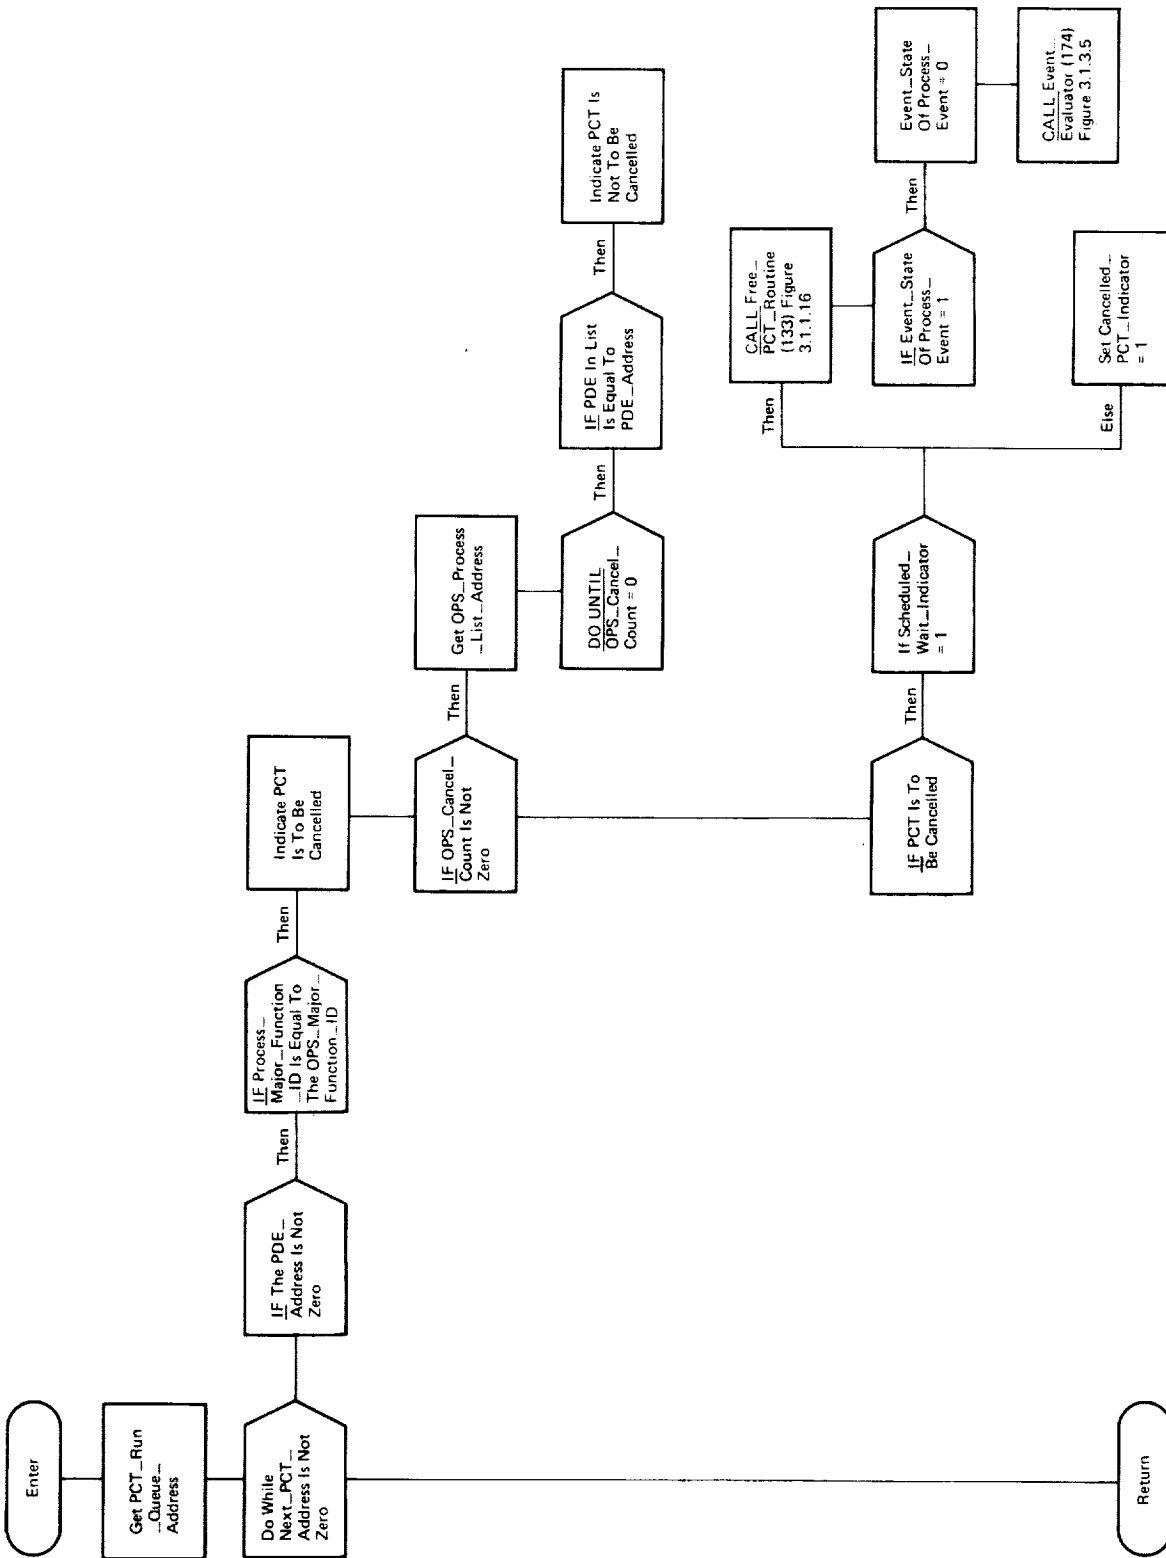 Enter
Get PCT_Run
_Queue_
Address
Do While
Next_PCT_
Address Is Not
Zero
IF The PDE_
Address Is Not
Zero
Then
IF Process_
Major_Function
_ID Is Equal To
The OPS_Major_
Function_ID
Then
Indicate PCT
Is To Be
Cancelled
IF OPS_Cancel_
Count Is Not
Zero
Then
Get OPS_Process
_List_Address
DO UNTIL
OPS_Cancel_
Count = 0
Then
IF PDE In List
Is Equal To
PDE_Address
Then
Indicate PCT Is
Not To Be
Cancelled
IF PCT Is To
Be Cancelled
Then
If Scheduled_
Wait_Indicator
= 1
Then
CALL Free_
PCT_Routine
(133) Figure
3.1.1.16
IF Event_State
Of Process_
Event = 1
Then
Event_State
Of Process_
Event = 0
CALL Event_
Evaluator (174)
Figure 3.1.3.5
Else
Set Cancelled_
PCT_Indicator
= 1
Return